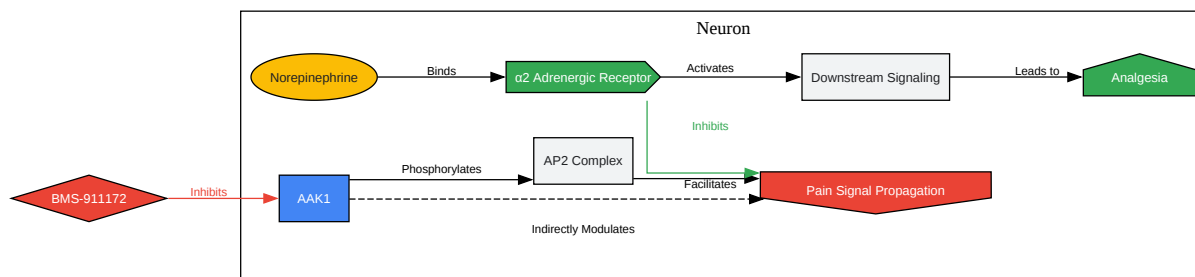 Neuron
Norepinephrine
Binds
α2 Adrenergic Receptor
Activates
Downstream Signaling
Leads to
Analgesia
Inhibits
AP2 Complex
Phosphorylates
Facilitates
BMS-911172
Inhibits
AAK1
Pain Signal Propagation
Indirectly Modulates